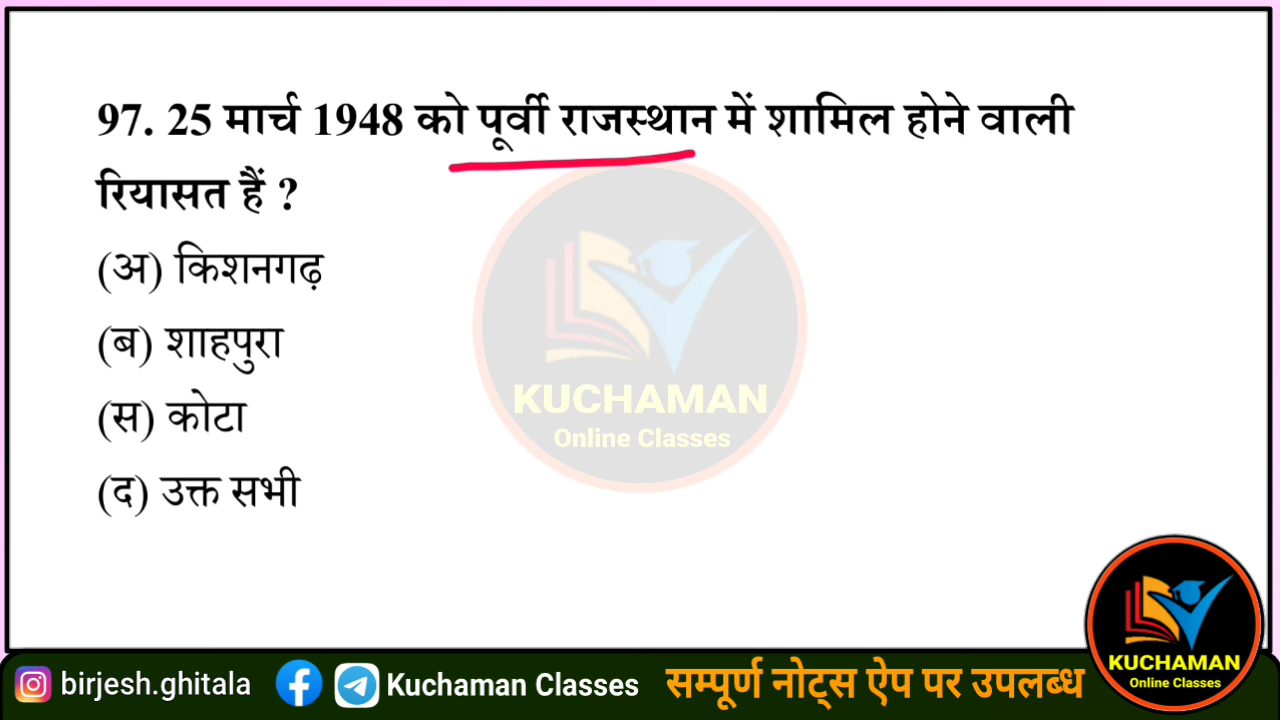 97. 25 मार्च 1948 को पूर्वी राजस्थान में शामिल होने वाली
रियासत हैं ?
(अ) किशनगढ़
(ब) शाहपुरा
(स) कोटा
(द) उक्त सभी
KUCHAMAN
Online Classes
KUCHAMAN
Online Classes
birjesh.ghitala
Kuchaman Classes
सम्पूर्ण नोट्स ऐप पर उपलब्ध